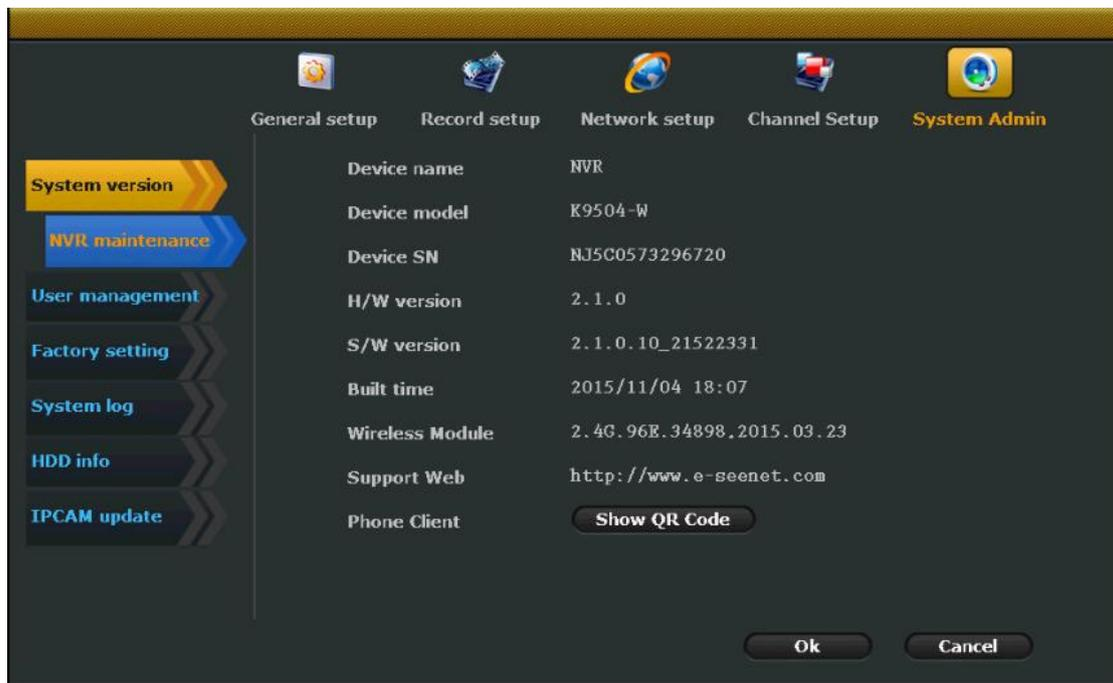 General setup Record setup Network setup Channel Setup System Admin
System version
NVR maintenance
User management
Factory setting
System log
HDD info
IPCAM update
Device name NVR
Device model K9504-W
Device SN NJ5C0573296720
H/W version 2.1.0
S/W version 2.1.0.10_21522331
Built time 2015/11/04 18:07
Wireless Module 2.4G.96E.34898.2015.03.23
Support Web http://www.e-seenet.com
Phone Client Show QR Code
Ok Cancel